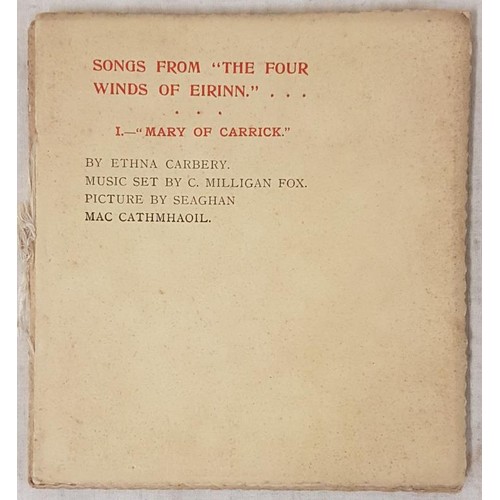 SONGS FROM "THE FOUR
WINDS OF EIRINN." . . .
. . .
I.—"MARY OF CARRICK."
BY ETHNA CARBERY.
MUSIC SET BY C. MILLIGAN FOX.
PICTURE BY SEAGHAN
MAC CATHMHAOIL.